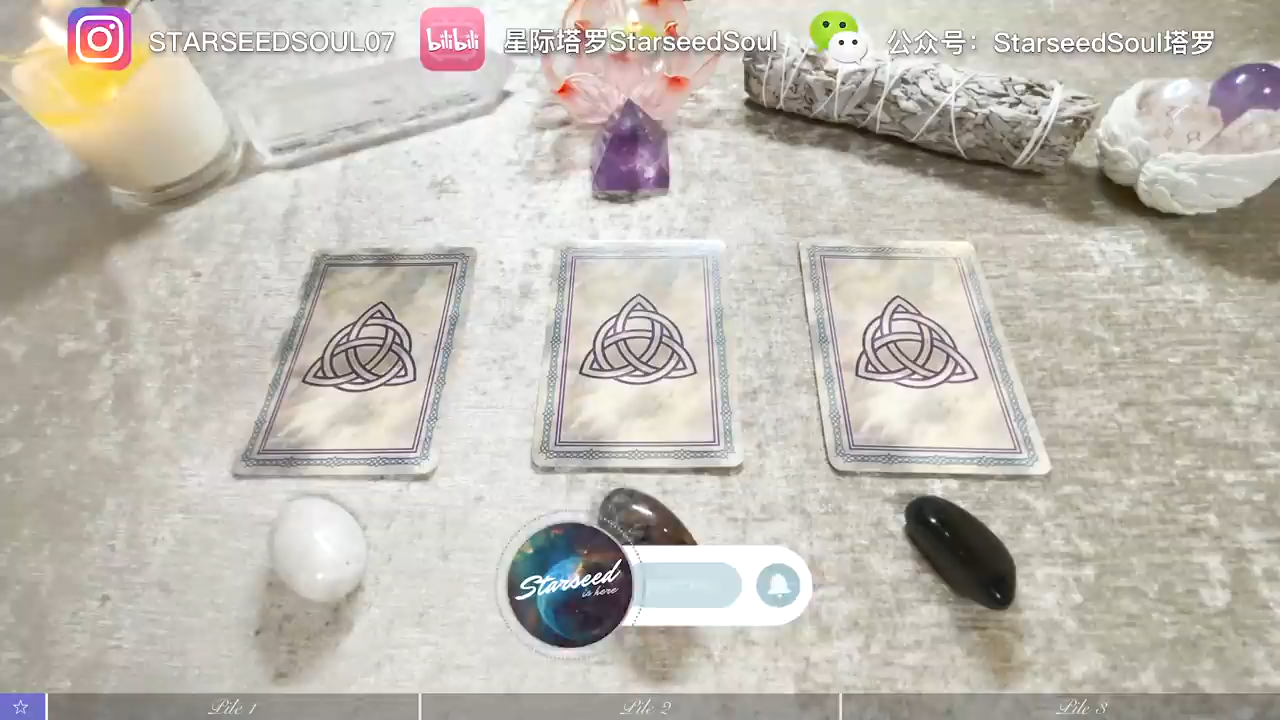 STARSEEDSOUL07
bilibili
星际塔罗StarseedSoul
公众号：StarseedSoul塔罗
Starseed
is here
Pile 1
Pile 2
Pile 3